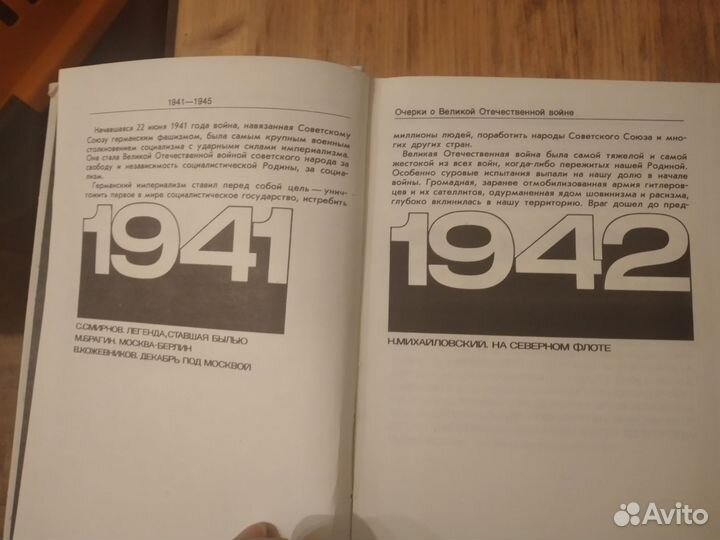 1941—1945
Начавшаяся 22 июня 1941 года война, навязанная Советскому
Союзу германским фашизмом, была самым крупным военным
столкновением социализма с ударными силами империализма.
Она стала Великой Отечественной войной советского народа за
свободу и независимость социалистической Родины, за социа-
лизм.
Германский империализм ставил перед собой цель — унич-
тожить первое в мире социалистическое государство, истребить
1941
С.СМИРНОВ. ЛЕГЕНДА, СТАВШАЯ БЫЛЬЮ
М.БРАГИН. МОСКВА-БЕРЛИН
В.КОЖЕВНИКОВ. ДЕКАБРЬ ПОД МОСКВОЙ
Очерки о Великой Отечественной войне
миллионы людей, поработить народы Советского Союза и мно-
гих других стран.
Великая Отечественная война была самой тяжелой и самой
жестокой из всех войн, когда-либо пережитых нашей Родиной.
Особенно суровые испытания выпали на нашу долю в начале
войны. Громадная, заранее отмобилизованная армия гитлеров-
цев и их сателлитов, одурманенная ядом шовинизма и расизма,
глубоко вклинилась в нашу территорию. Враг дошел до пред-
1942
Н.МИХАЙЛОВСКИЙ. НА СЕВЕРНОМ ФЛОТЕ
Avito